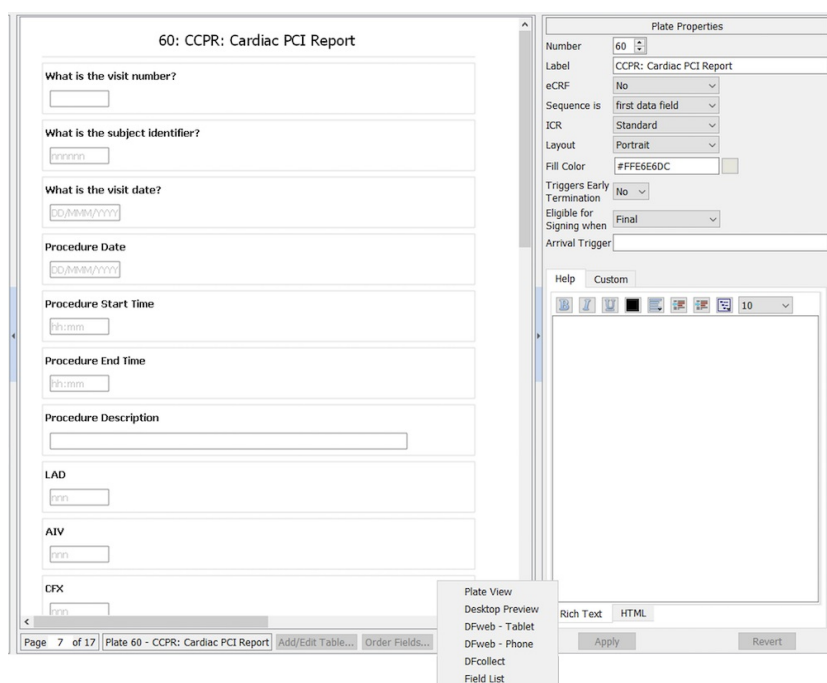 60: CCPR: Cardiac PCI Report
What is the visit number?
What is the subject identifier?
nnnnnn
What is the visit date?
DD/MMM/YYYY
Procedure Date
DD/MMM/YYYY
Procedure Start Time
hh:mm
Procedure End Time
hh:mm
Procedure Description
LAD
nnn
AIV
nnn
CFX
nnn
Page 7 of 17 Plate 60 - CCPR: Cardiac PCI Report Add/Edit Table... Order Fields...
Plate View
Desktop Preview
DFweb - Tablet
DFweb - Phone
DFcollect
Field List
Plate Properties
Number 60
Label CCPR: Cardiac PCI Report
eCRF No
Sequence is first data field
ICR Standard
Layout Portrait
Fill Color #FFE6E6DC
Triggers Early
Termination No
Eligible for
Signing when Final
Arrival Trigger
Help Custom
B I U 10
Rich Text HTML
Apply Revert